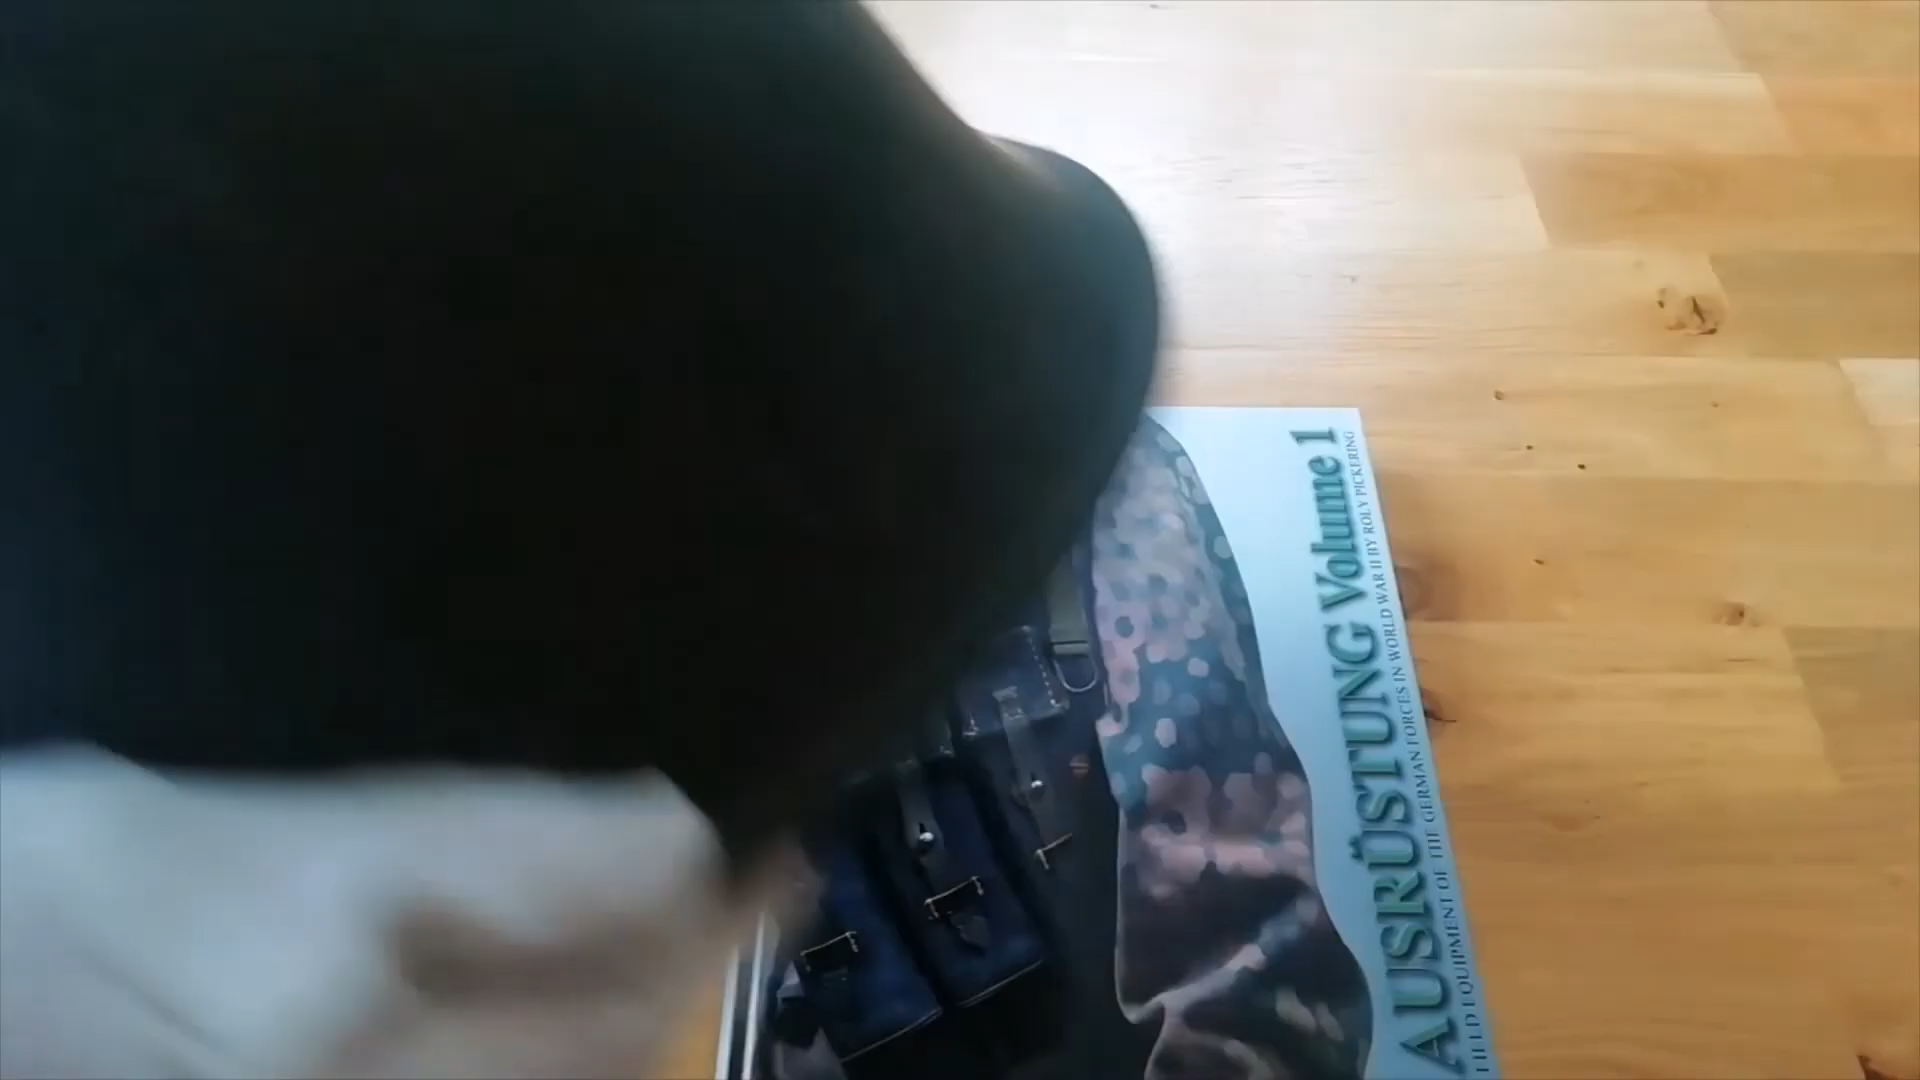 AUSRÜSTUNG Volume 1
FIELD EQUIPMENT OF THE GERMAN FORCES IN WORLD WAR II BY ROLY PICKERING